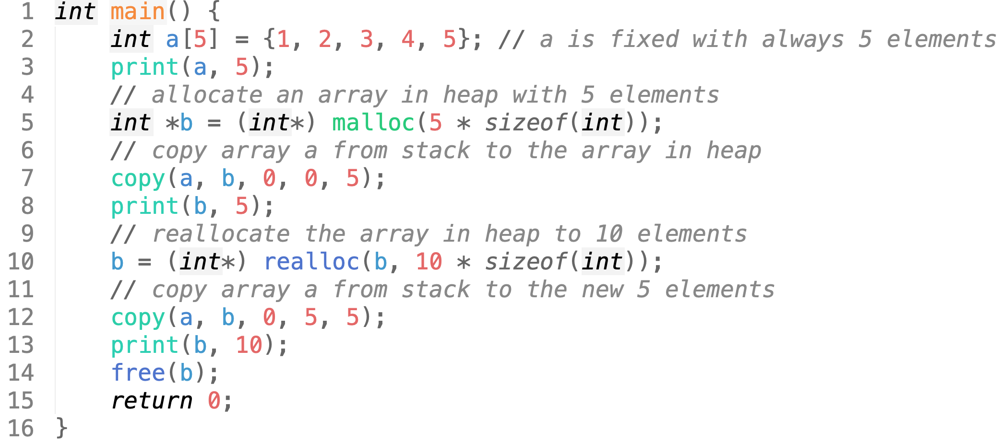 1 int main() {
2 int a[5] = {1, 2, 3, 4, 5}; // a is fixed with always 5 elements
3 print(a, 5);
4 // allocate an array in heap with 5 elements
5 int *b = (int*) malloc(5 * sizeof(int));
6 // copy array a from stack to the array in heap
7 copy(a, b, 0, 0, 5);
8 print(b, 5);
9 // reallocate the array in heap to 10 elements
10 b = (int*) realloc(b, 10 * sizeof(int));
11 // copy array a from stack to the new 5 elements
12 copy(a, b, 0, 5, 5);
13 print(b, 10);
14 free(b);
15 return 0;
16 }